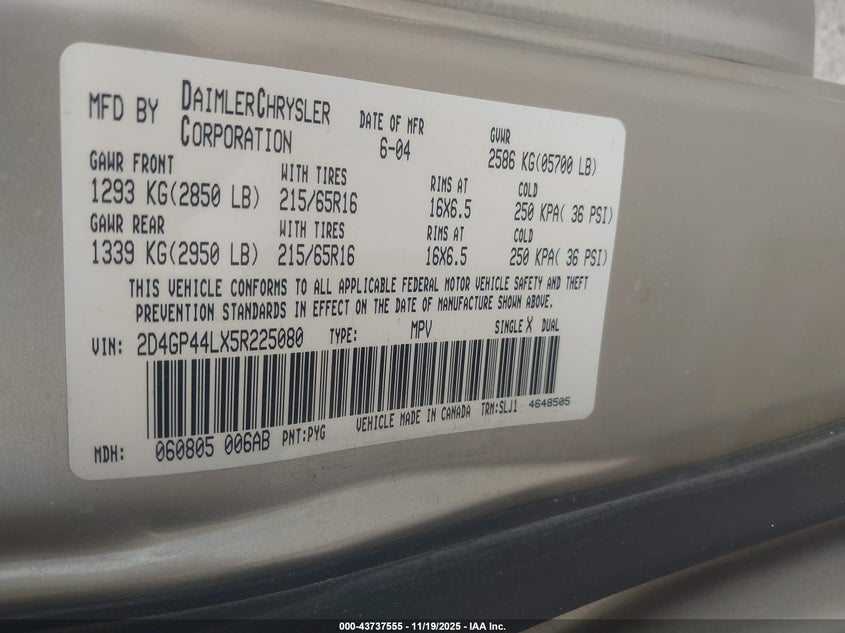 MFD BY DAIMLERCHRYSLER CORPORATION DATE OF MFR 6-04 GVWR 2586 KG(05700 LB)
GAWR FRONT WITH TIRES RIMS AT COLD
1293 KG(2850 LB) 215/65R16 16X6.5 250 KPA( 36 PSI)
GAWR REAR WITH TIRES RIMS AT COLD
1339 KG(2950 LB) 215/65R16 16X6.5 250 KPA( 36 PSI)
THIS VEHICLE CONFORMS TO ALL APPLICABLE FEDERAL MOTOR VEHICLE SAFETY AND THEFT
PREVENTION STANDARDS IN EFFECT ON THE DATE OF MANUFACTURE SHOWN ABOVE.
VIN: 2D4GP44LX5R225080 TYPE: MPV SINGLE X DUAL
VEHICLE MADE IN CANADA TRM:SLJ1 4648505
MDH: 060805 006AB PNT:PYG
000-43737555 - 11/19/2025 - IAA Inc.